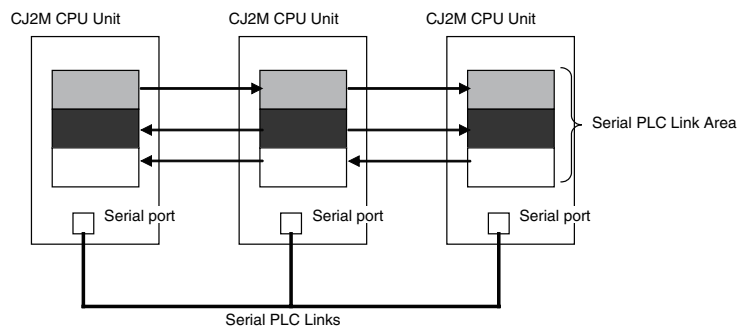 CJ2M CPU Unit
CJ2M CPU Unit
CJ2M CPU Unit
Serial PLC Link Area
Serial port
Serial port
Serial port
Serial PLC Links